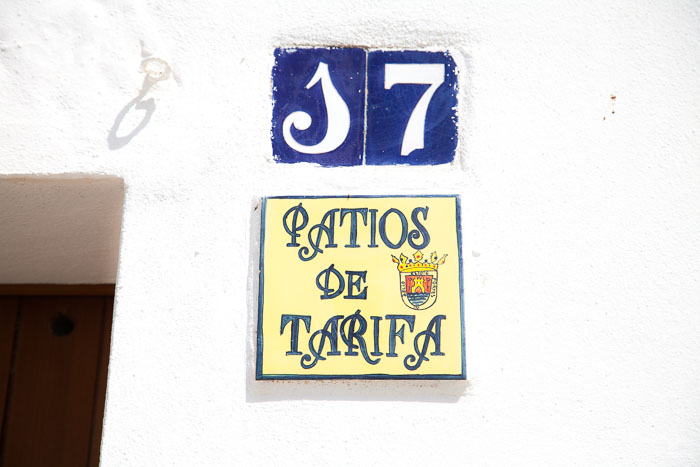 17
PATIOS
DE
TARIFA